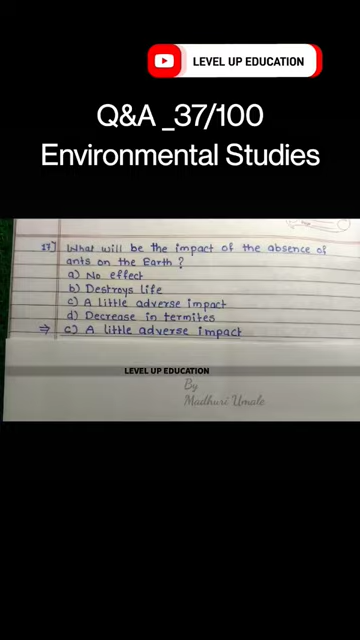 LEVEL UP EDUCATION
Q&A _37/100
Environmental Studies
37] What will be the impact of the absence of
ants on the Earth ?
a) No effect
b) Destroys life
c) A little adverse impact
d) Decrease in termites
⇒ c) A little adverse impact
LEVEL UP EDUCATION
By
Madhuri Umale